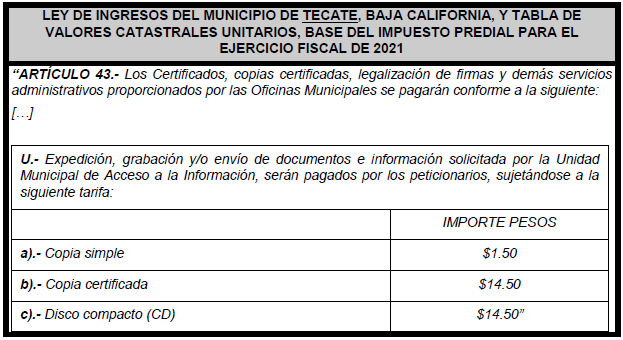 LEY DE INGRESOS DEL MUNICIPIO DE TECATE, BAJA CALIFORNIA, Y TABLA DE
VALORES CATASTRALES UNITARIOS, BASE DEL IMPUESTO PREDIAL PARA EL
EJERCICIO FISCAL DE 2021
“ARTÍCULO 43.- Los Certificados, copias certificadas, legalización de firmas y demás servicios
administrativos proporcionados por las Oficinas Municipales se pagarán conforme a la siguiente:
[…]
U.- Expedición, grabación y/o envío de documentos e información solicitada por la Unidad
Municipal de Acceso a la Información, serán pagados por los peticionarios, sujetándose a la
siguiente tarifa:
IMPORTE PESOS
a).- Copia simple $1.50
b).- Copia certificada $14.50
c).- Disco compacto (CD) $14.50”